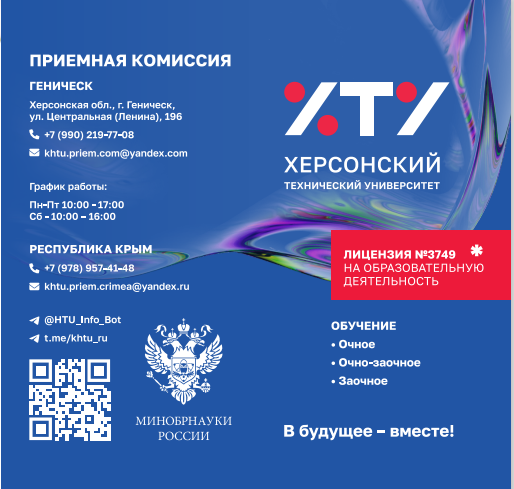 ПРИЕМНАЯ КОМИССИЯ
ГЕНИЧЕСК
Херсонская обл., г. Геническ,
ул. Центральная (Ленина), 196
+7 (990) 219-77-08
khtu.priem.com@yandex.com
График работы:
Пн-Пт 10:00 - 17:00
Сб - 10:00 - 16:00
РЕСПУБЛИКА КРЫМ
+7 (978) 957-41-48
khtu.priem.crimea@yandex.ru
@HTU_Info_Bot
t.me/khtu_ru
МИНОБРНАУКИ
РОССИИ
ХТУ
ХЕРСОНСКИЙ
ТЕХНИЧЕСКИЙ УНИВЕРСИТЕТ
ЛИЦЕНЗИЯ №3749 *
НА ОБРАЗОВАТЕЛЬНУЮ
ДЕЯТЕЛЬНОСТЬ
ОБУЧЕНИЕ
• Очное
• Очно-заочное
• Заочное
В будущее – вместе!